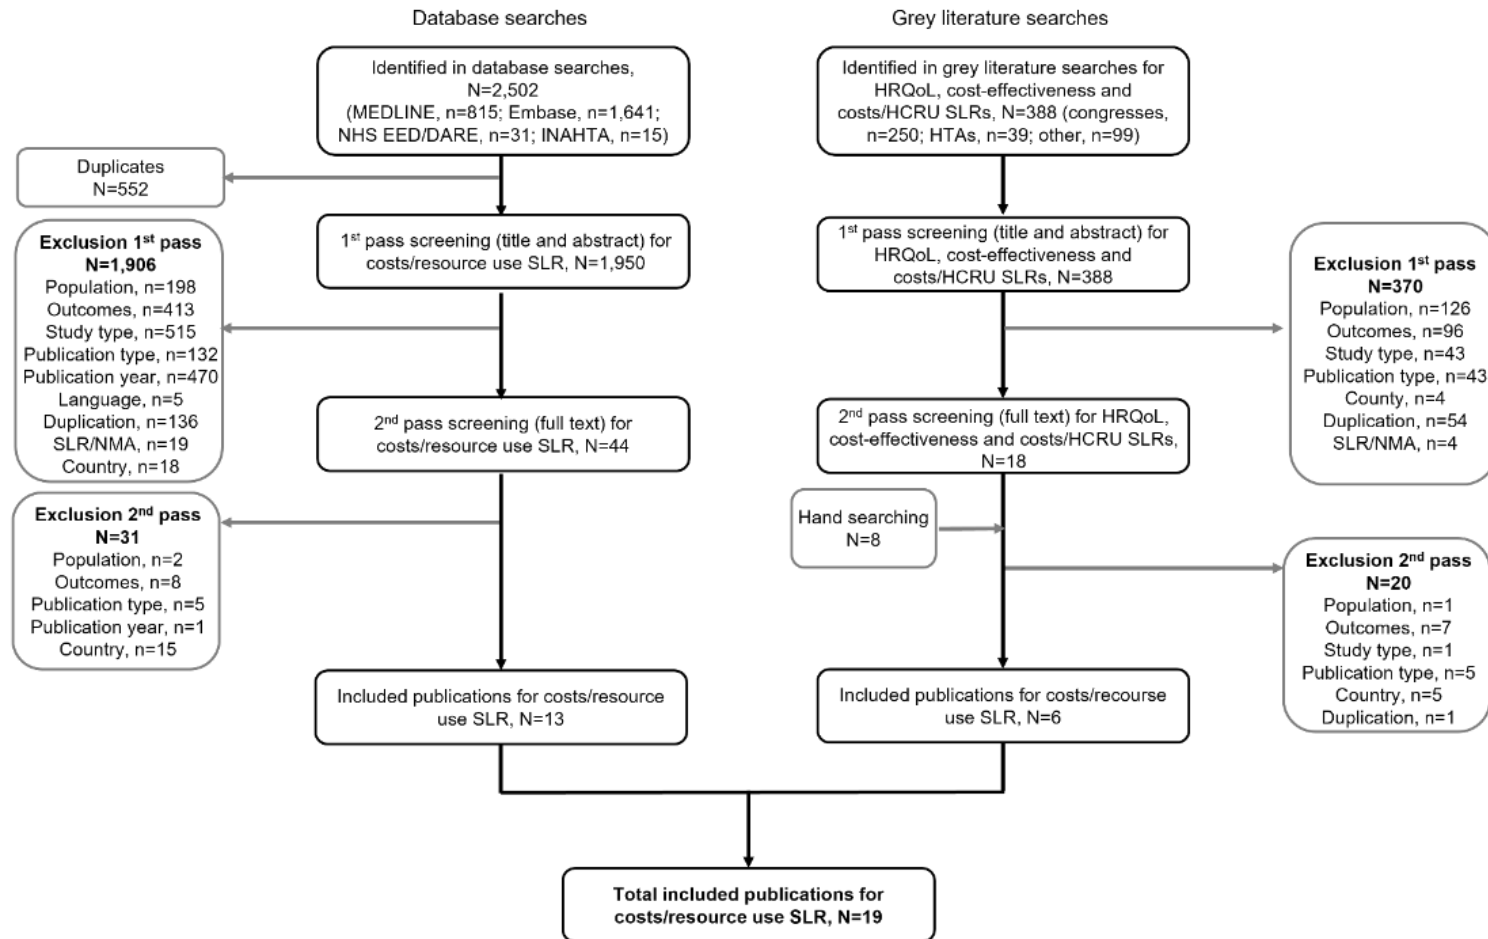 Database searches
Grey literature searches
Identified in database searches,
N=2,502
(MEDLINE, n=815; Embase, n=1,641;
NHS EED/DARE, n=31; INAHTA, n=15)
Identified in grey literature searches for
HRQoL, cost-effectiveness and
costs/HCRU SLRs, N=388 (congresses,
n=250; HTAs, n=39; other, n=99)
Duplicates
N=552
1st pass screening (title and abstract) for
costs/resource use SLR, N=1,950
1st pass screening (title and abstract) for
HRQoL, cost-effectiveness and
costs/HCRU SLRs, N=388
Exclusion 1st pass
N=1,906
Population, n=198
Outcomes, n=413
Study type, n=515
Publication type, n=132
Publication year, n=470
Language, n=5
Duplication, n=136
SLR/NMA, n=19
Country, n=18
Exclusion 1st pass
N=370
Population, n=126
Outcomes, n=96
Study type, n=43
Publication type, n=43
County, n=4
Duplication, n=54
SLR/NMA, n=4
2nd pass screening (full text) for
costs/resource use SLR, N=44
2nd pass screening (full text) for HRQoL,
cost-effectiveness and costs/HCRU SLRs,
N=18
Exclusion 2nd pass
N=31
Population, n=2
Outcomes, n=8
Publication type, n=5
Publication year, n=1
Country, n=15
Hand searching
N=8
Exclusion 2nd pass
N=20
Population, n=1
Outcomes, n=7
Study type, n=1
Publication type, n=5
Country, n=5
Duplication, n=1
Included publications for costs/resource
use SLR, N=13
Included publications for costs/recourse
use SLR, N=6
Total included publications for
costs/resource use SLR, N=19